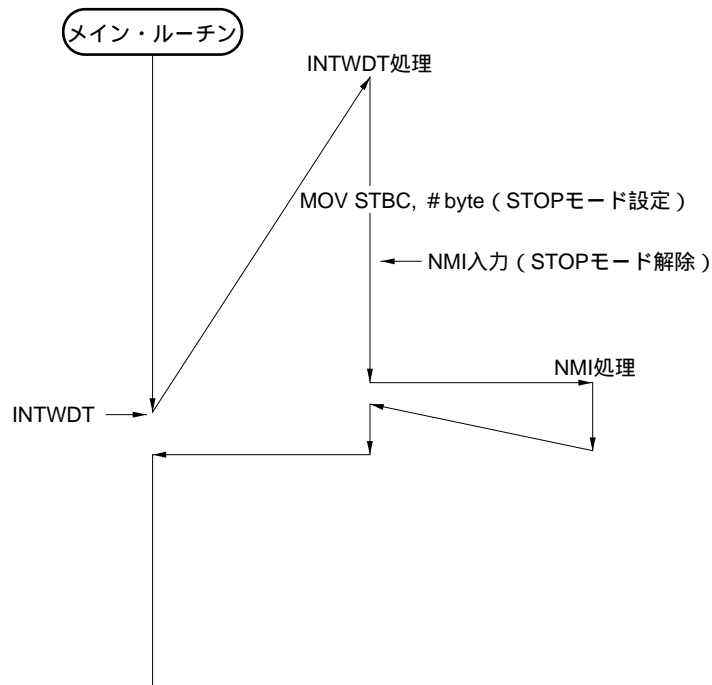 メイン・ルーチン
INTWDT処理
MOV STBC, #byte(STOPモード設定)
NMI入力(STOPモード解除)
NMI処理
INTWDT